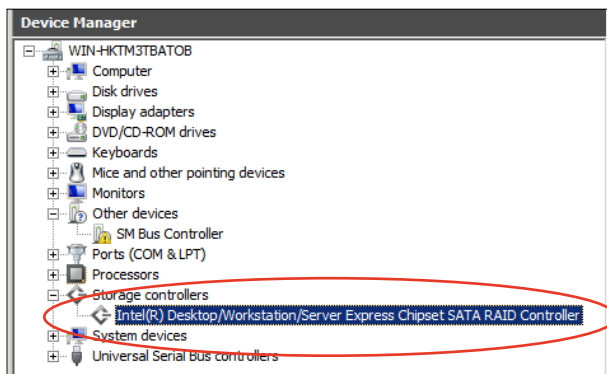 Device Manager
WIN-HKTM3TBATOB
Computer
Disk drives
Display adapters
DVD/CD-ROM drives
Keyboards
Mice and other pointing devices
Monitors
Other devices
SM Bus Controller
Ports (COM & LPT)
Processors
Storage controllers
Intel(R) Desktop/Workstation/Server Express Chipset SATA RAID Controller
System devices
Universal Serial Bus controllers